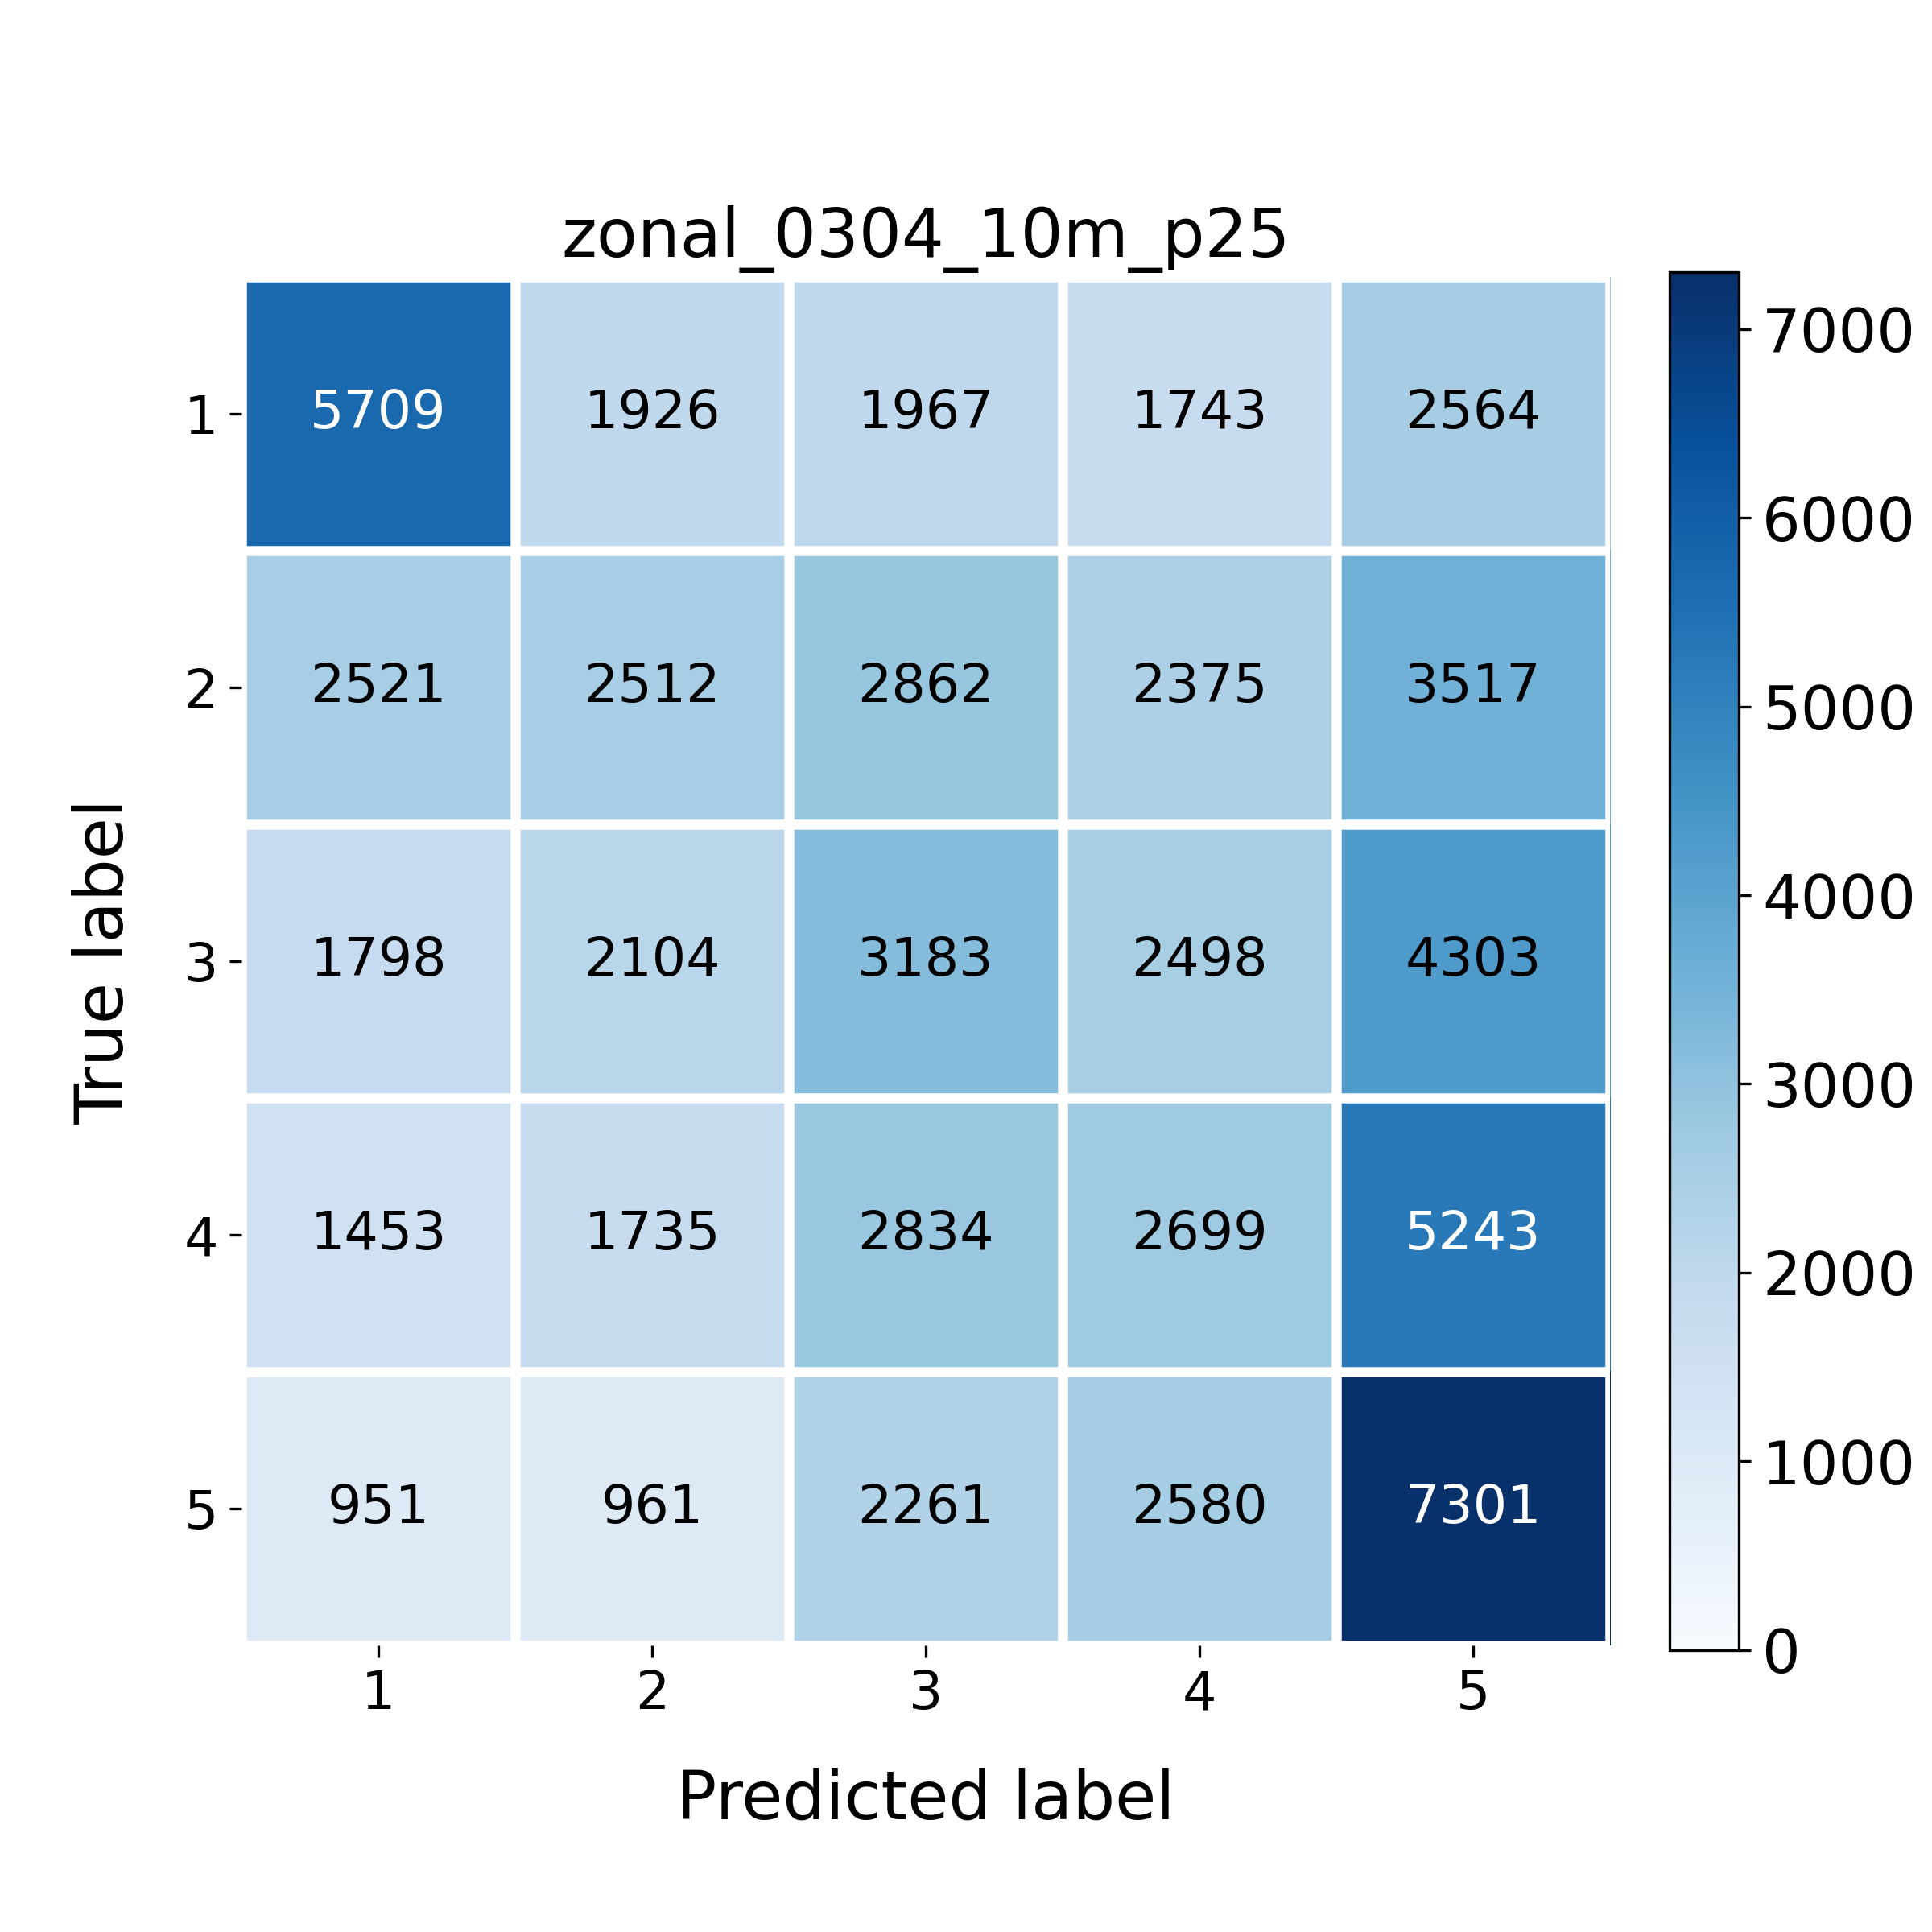 zonal_0304_10m_p25
True label
1 5709 1926 1967 1743 2564
2 2521 2512 2862 2375 3517
3 1798 2104 3183 2498 4303
4 1453 1735 2834 2699 5243
5 951 961 2261 2580 7301
1 2 3 4 5
Predicted label
7000
6000
5000
4000
3000
2000
1000
0